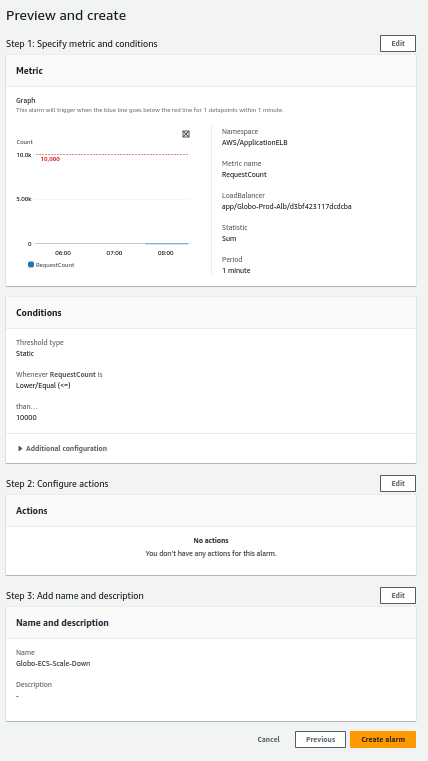 Preview and create
Step 1: Specify metric and conditions
Edit
Metric
Graph
This alarm will trigger when the blue line goes below the red line for 1 datapoints within 1 minute.
Count
10.0k
10,000
5.00k
0
06:00 07:00 08:00
RequestCount
Namespace
AWS/ApplicationELB
Metric name
RequestCount
LoadBalancer
app/Globo-Prod-Alb/d3bf423117dcdcba
Statistic
Sum
Period
1 minute
Conditions
Threshold type
Static
Whenever RequestCount is
Lower/Equal (<=)
than...
10000
Additional configuration
Step 2: Configure actions
Edit
Actions
No actions
You don't have any actions for this alarm.
Step 3: Add name and description
Edit
Name and description
Name
Globo-ECS-Scale-Down
Description
-
Cancel Previous Create alarm